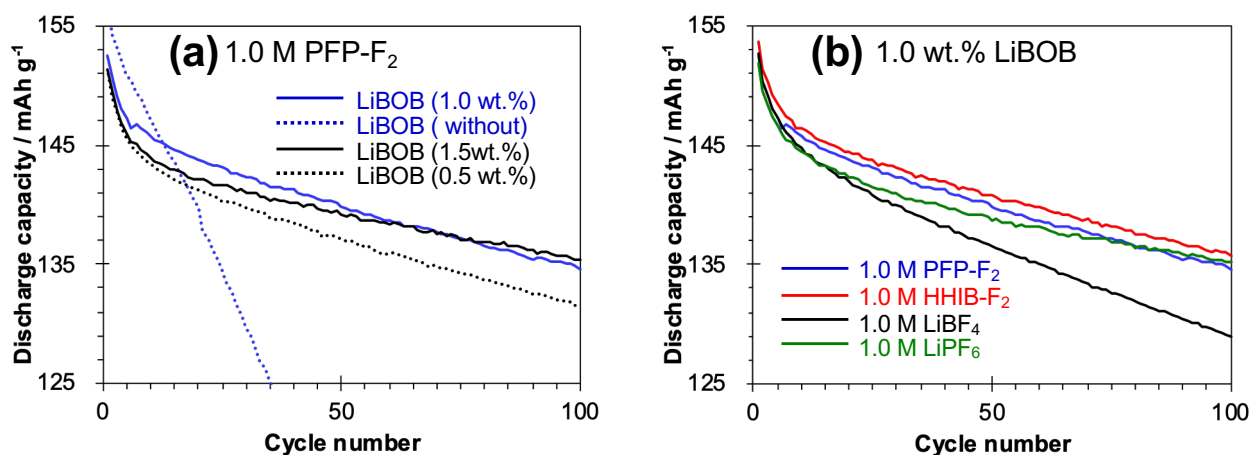 (a) 1.0 M PFP-F₂
LiBOB (1.0 wt.%)
LiBOB ( without)
LiBOB (1.5wt.%)
LiBOB (0.5 wt.%)
155
145
135
125
0
50
100
Discharge capacity / mAh g⁻¹
Cycle number
(b) 1.0 wt.% LiBOB
1.0 M PFP-F₂
1.0 M HHIB-F₂
1.0 M LiBF₄
1.0 M LiPF₆
155
145
135
125
0
50
100
Discharge capacity / mAh g⁻¹
Cycle number